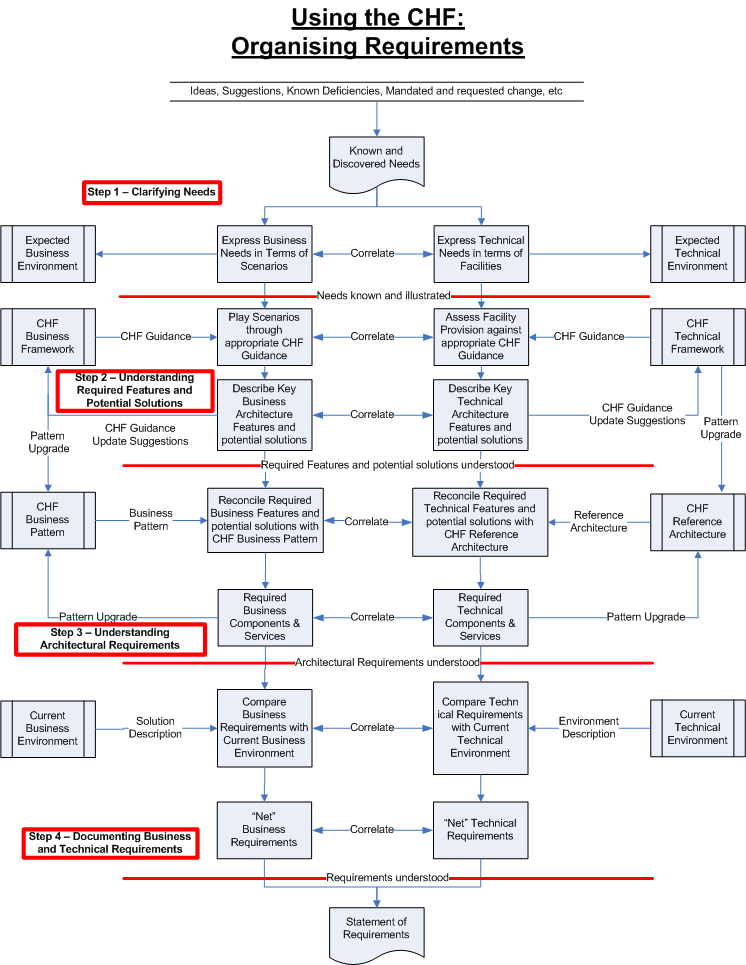 Using the CHF:
Organising Requirements
Ideas, Suggestions, Known Deficiencies, Mandated and requested change, etc
Known and
Discovered Needs
Step 1 – Clarifying Needs
Expected
Business
Environment
Express Business
Needs in Terms of
Scenarios
Correlate
Express Technical
Needs in terms of
Facilities
Expected
Technical
Environment
Needs known and illustrated
CHF
Business
Framework
CHF Guidance
Play Scenarios
through
appropriate CHF
Guidance
Correlate
Assess Facility
Provision against
appropriate CHF
Guidance
CHF Guidance
CHF
Technical
Framework
Step 2 – Understanding
Required Features and
Potential Solutions
Describe Key
Business
Architecture
Features and
potential solutions
Correlate
Describe Key
Technical
Architecture
Features and
potential solutions
CHF Guidance
Update Suggestions
CHF Guidance
Update Suggestions
Pattern
Upgrade
Pattern
Upgrade
Required Features and potential solutions understood
CHF
Business
Pattern
Business
Pattern
Reconcile Required
Business Features and
potential solutions with
CHF Business Pattern
Correlate
Reconcile Required
Technical Features and
potential solutions with
CHF Reference
Architecture
Reference
Architecture
CHF
Reference
Architecture
Pattern Upgrade
Required
Business
Components &
Services
Correlate
Required
Technical
Components &
Services
Pattern Upgrade
Step 3 – Understanding
Architectural Requirements
Architectural Requirements understood
Current
Business
Environment
Solution
Description
Compare
Business
Requirements with
Current Business
Environment
Correlate
Compare Techn
ical Requirements
with Current
Technical
Environment
Environment
Description
Current
Technical
Environment
Step 4 – Documenting Business
and Technical Requirements
“Net”
Business
Requirements
Correlate
“Net” Technical
Requirements
Requirements understood
Statement of
Requirements